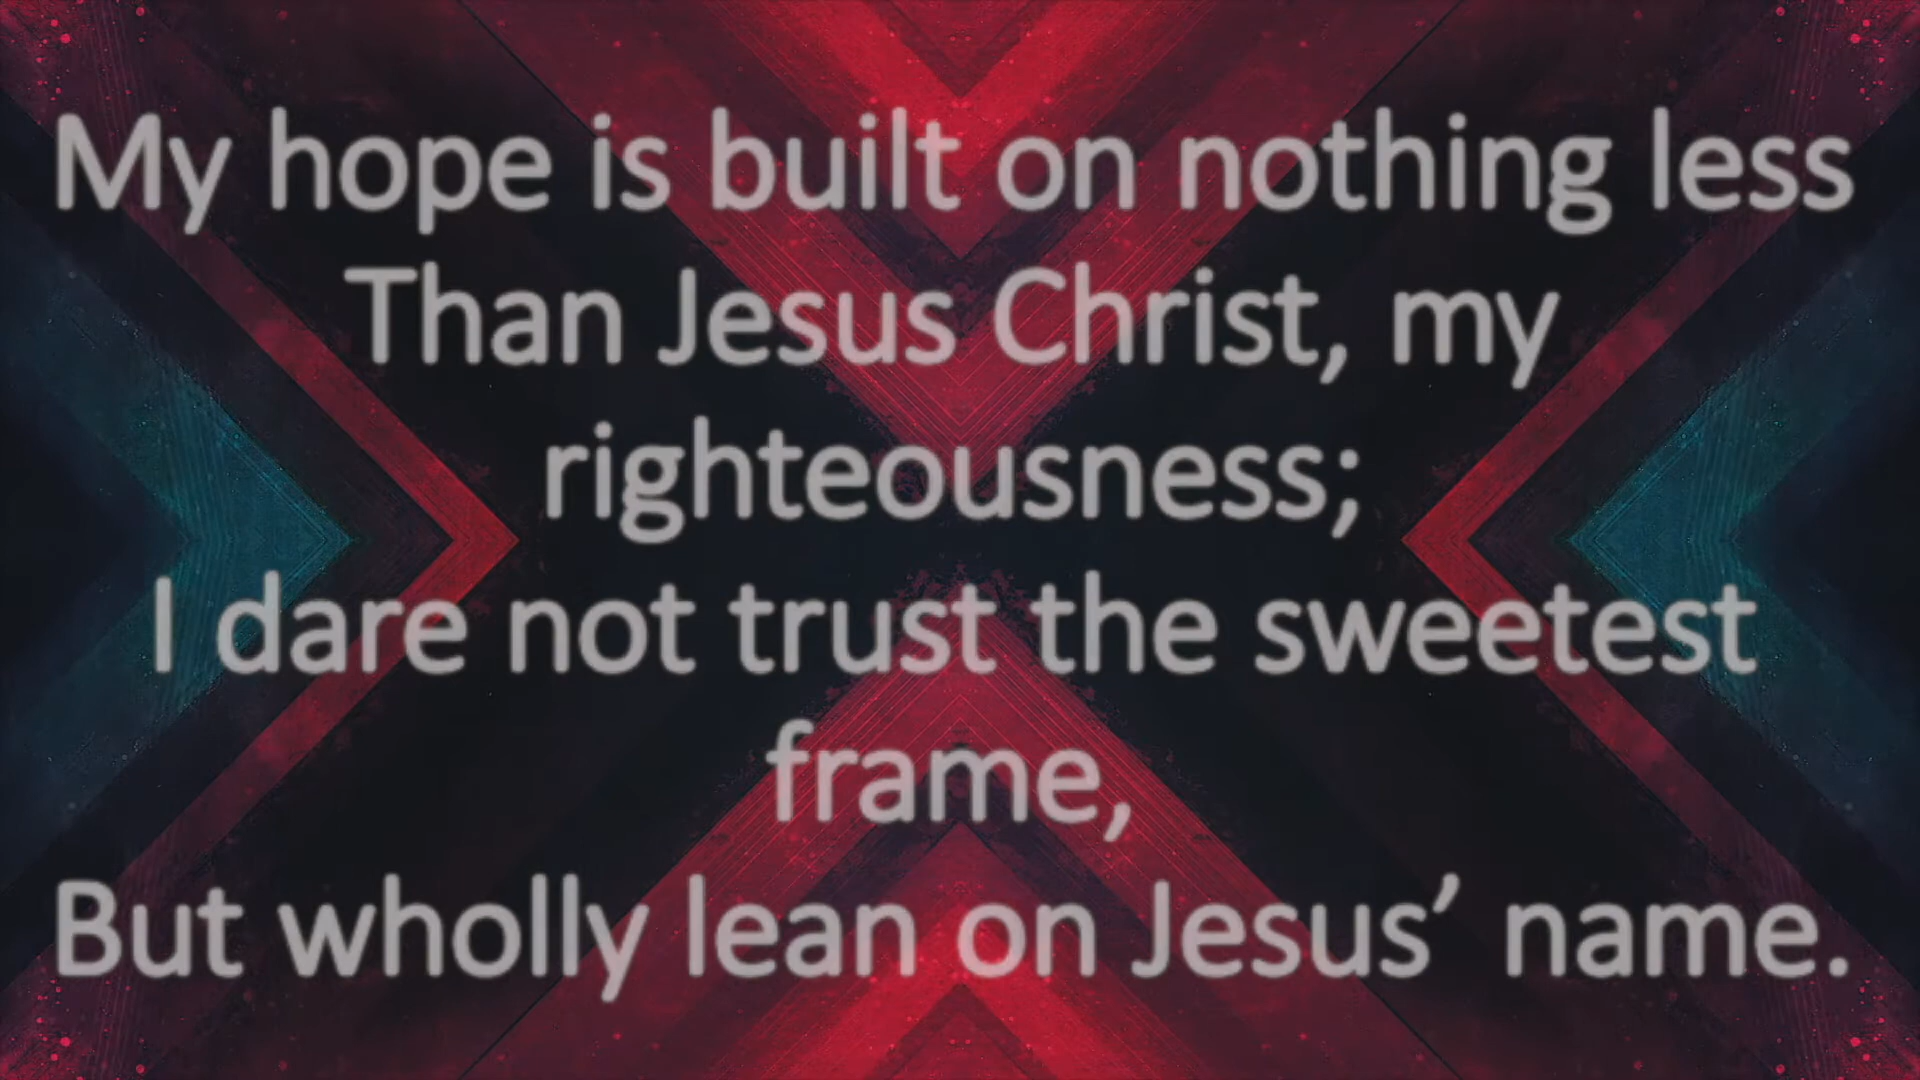 My hope is built on nothing less
Than Jesus Christ, my
righteousness;
I dare not trust the sweetest
frame,
But wholly lean on Jesus’ name.